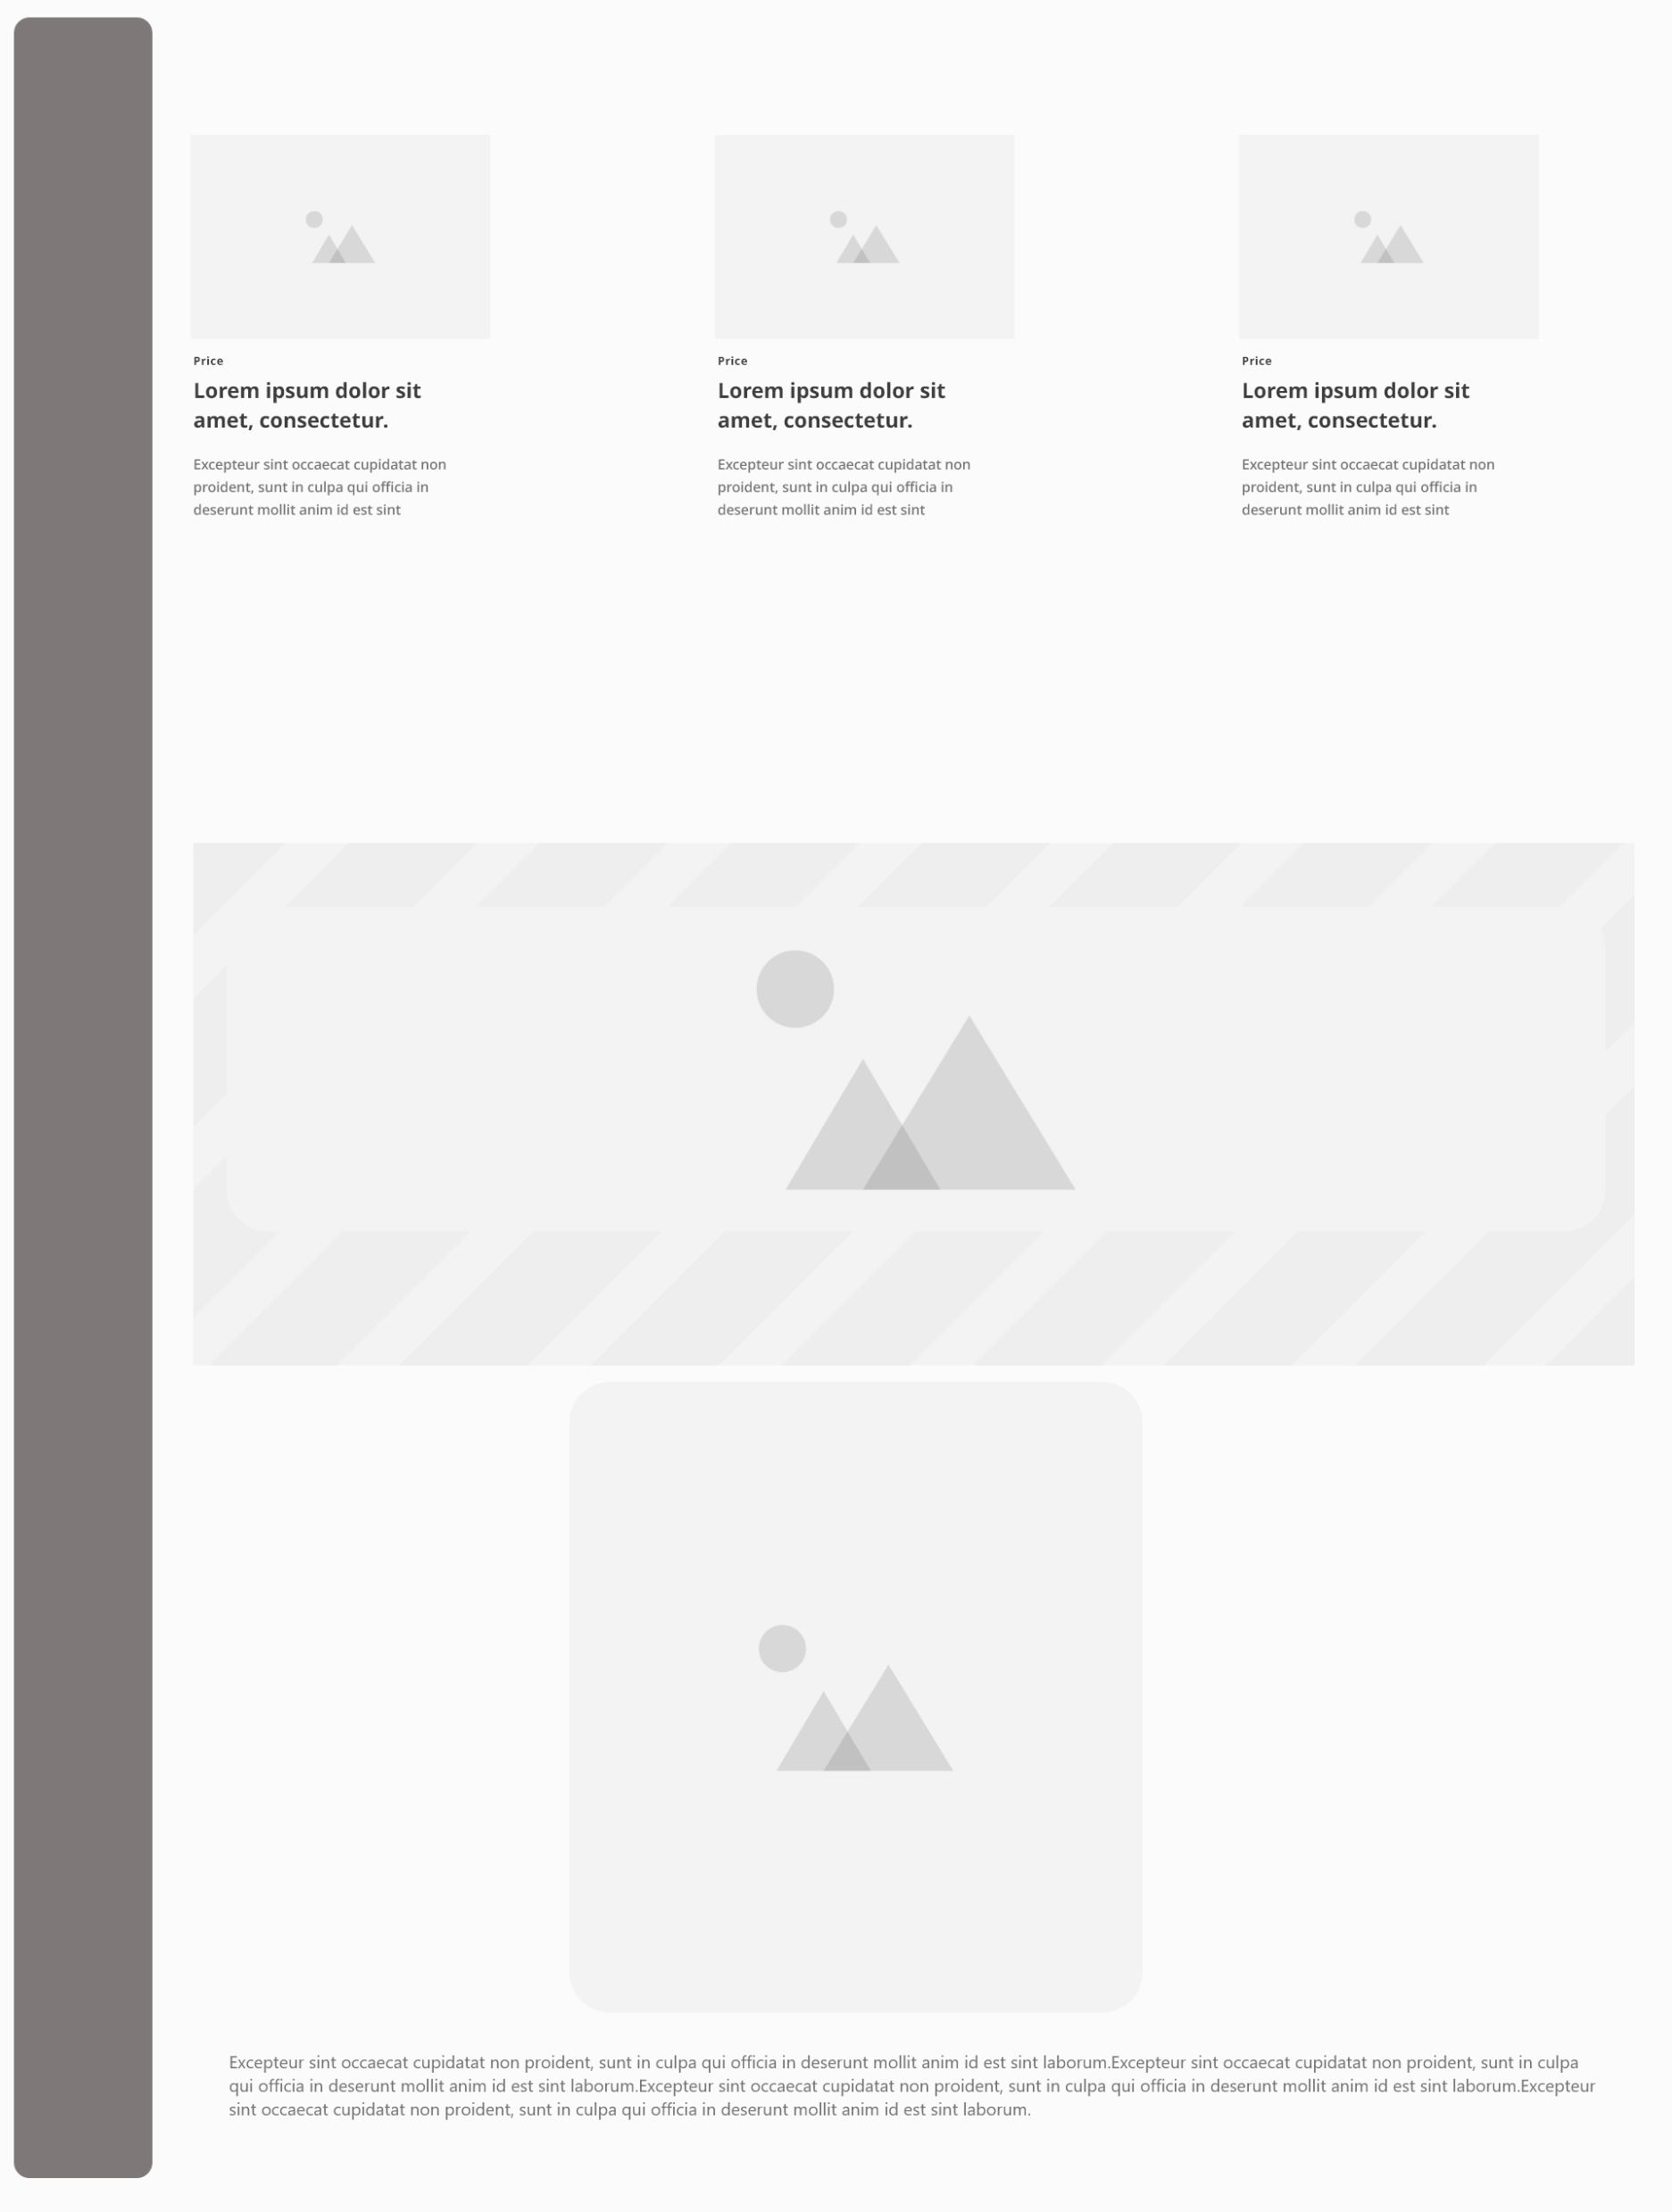 Price
Lorem ipsum dolor sit
amet, consectetur.
Excepteur sint occaecat cupidatat non
proident, sunt in culpa qui officia in
deserunt mollit anim id est sint
Price
Lorem ipsum dolor sit
amet, consectetur.
Excepteur sint occaecat cupidatat non
proident, sunt in culpa qui officia in
deserunt mollit anim id est sint
Price
Lorem ipsum dolor sit
amet, consectetur.
Excepteur sint occaecat cupidatat non
proident, sunt in culpa qui officia in
deserunt mollit anim id est sint
Excepteur sint occaecat cupidatat non proident, sunt in culpa qui officia in deserunt mollit anim id est sint laborum.Excepteur sint occaecat cupidatat non proident, sunt in culpa
qui officia in deserunt mollit anim id est sint laborum.Excepteur sint occaecat cupidatat non proident, sunt in culpa qui officia in deserunt mollit anim id est sint laborum.Excepteur
sint occaecat cupidatat non proident, sunt in culpa qui officia in deserunt mollit anim id est sint laborum.